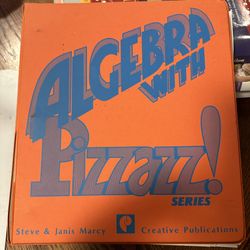 ALGEBRA
WITH
Pizzazz!
SERIES
Steve & Janis Marcy
Creative Publications